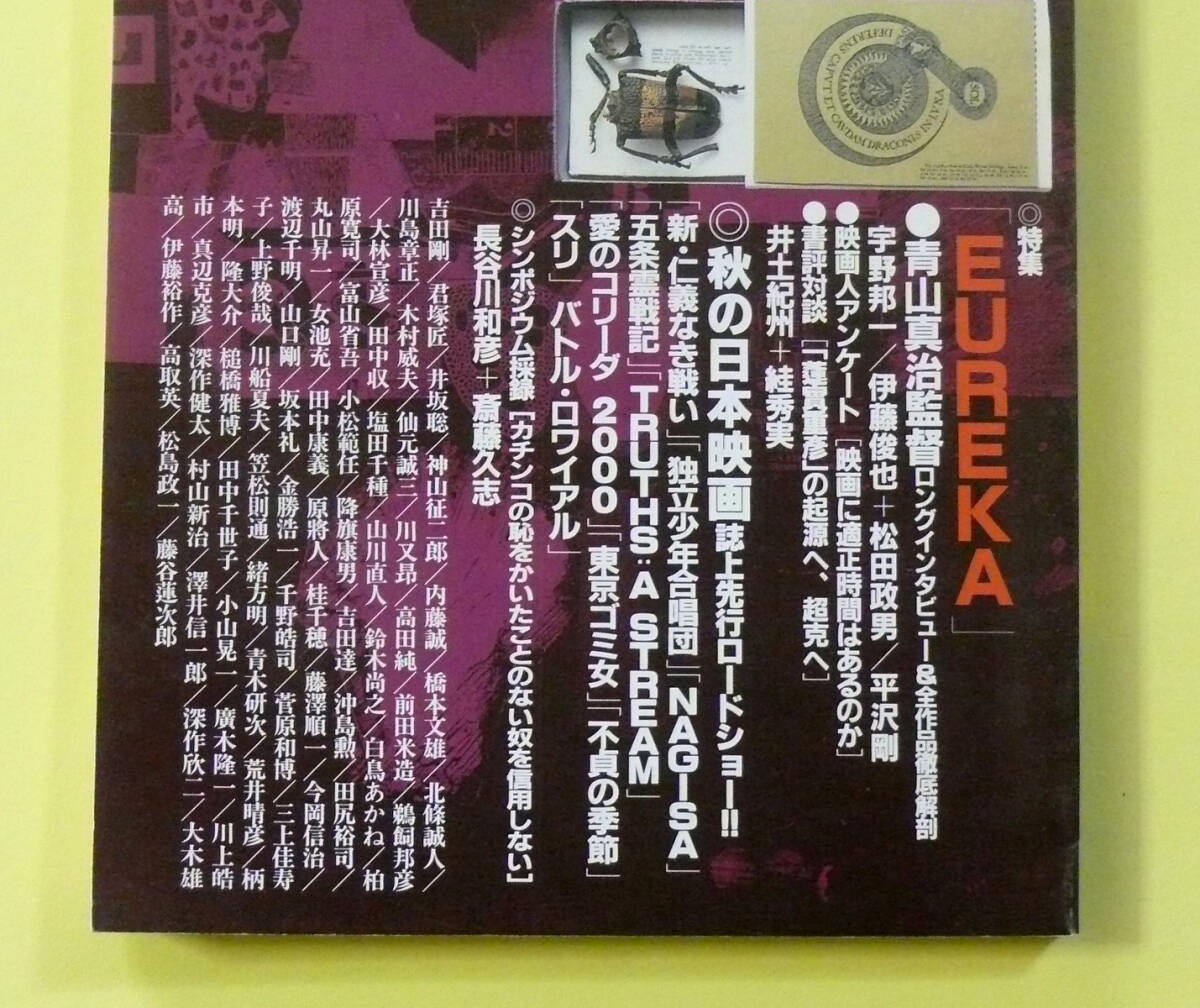 ◎特集
「EUREKA」
●青山真治監督ロングインタビュー&全作品徹底解剖
宇野邦一/伊藤俊也+松田政男/平沢剛
●映画人アンケート[映画に適正時間はあるのか]
●書評対談[「蓮實重彦」の起源へ、超克へ]
井土紀州+絓秀実
◎秋の日本映画誌上先行ロードショー!!
「新・仁義なき戦い」「独立少年合唱団」「NAGISA」
「五条霊戦記」「TRUTHS:A STREAM」
「愛のコリーダ 2000」「東京ゴミ女」「不貞の季節」
「スリ」「バトル・ロワイアル」
◎シンポジウム採録[カチンコの恥をかいたことのない奴を信用しない]
長谷川和彦+斎藤久志
吉田剛/君塚匠/井坂聡/神山征二郎/内藤誠/橋本文雄/北條誠人/
川島章正/木村威夫/仙元誠三/川又昂/高田純/前田米造/鵜飼邦彦
/大林宣彦/田中収/塩田千種/山川直人/鈴木尚之/白鳥あかね/柏
原寛司/富山省吾/小松範任/降旗康男/吉田達/沖島勲/田尻裕司/
丸山昇一/女池充/田中康義/原將人/桂千穂/藤澤順一/今岡信治/
渡辺千明/山口剛/坂本礼/金勝浩一/千野皓司/菅原和博/三上佳寿
子/上野俊哉/川船夏夫/笠松則通/緒方明/青木研次/荒井晴彦/柄
本明/隆大介/槌橋雅博/田中千世子/小山晃一/廣木隆一/川上皓
市/真辺克彦/深作健太/村山新治/澤井信一郎/深作欣二/大木雄
高/伊藤裕作/高取英/松島政一/藤谷蓮次郎
DEFERENS CAPVT ET CAVDAM DRACONIS IN LVNA
SOL